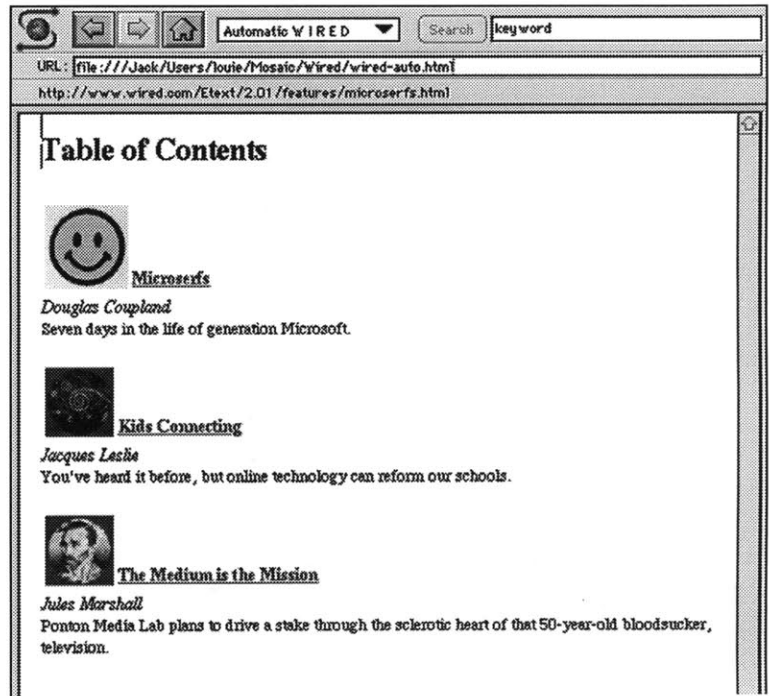 Automatic W I R E D
Search
keyword
URL: file:///Jack/Users/louie/Mosaic/Wired/wired-auto.html
http://www.wired.com/Etext/2.01/features/microserfs.html
Table of Contents
Microserfs
Douglas Coupland
Seven days in the life of generation Microsoft.
Kids Connecting
Jacques Leslie
You've heard it before, but online technology can reform our schools.
The Medium is the Mission
Jules Marshall
Ponton Media Lab plans to drive a stake through the sclerotic heart of that 50-year-old bloodsucker,
television.